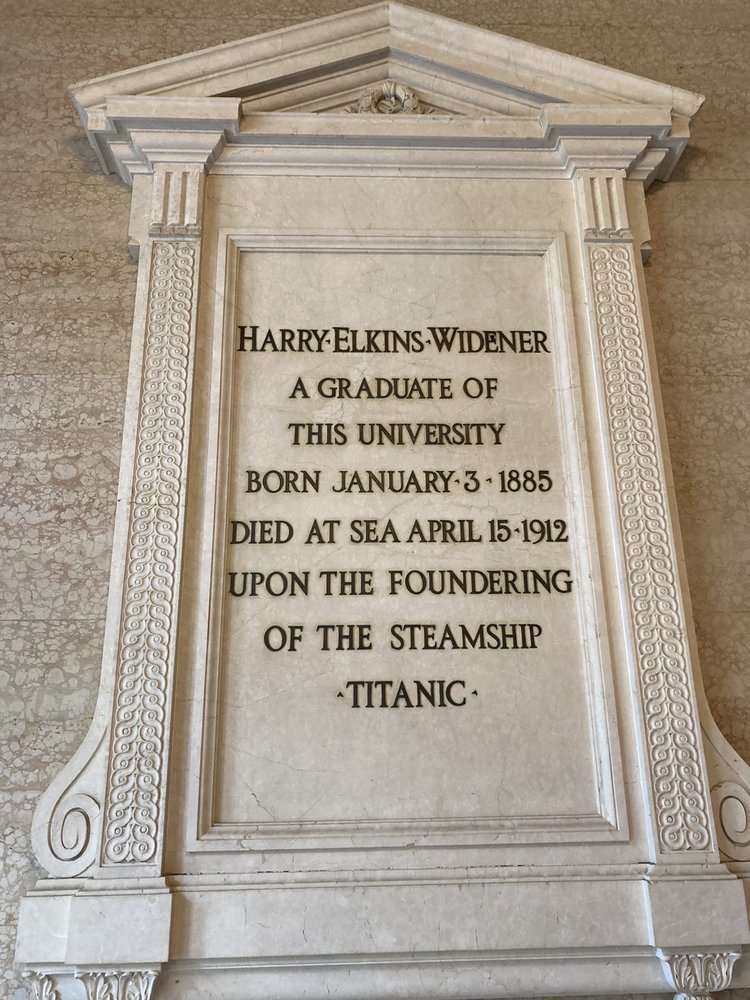 HARRY·ELKINS·WIDENER
A GRADUATE OF
THIS UNIVERSITY
BORN JANUARY·3·1885
DIED AT SEA APRIL 15·1912
UPON THE FOUNDERING
OF THE STEAMSHIP
·TITANIC·